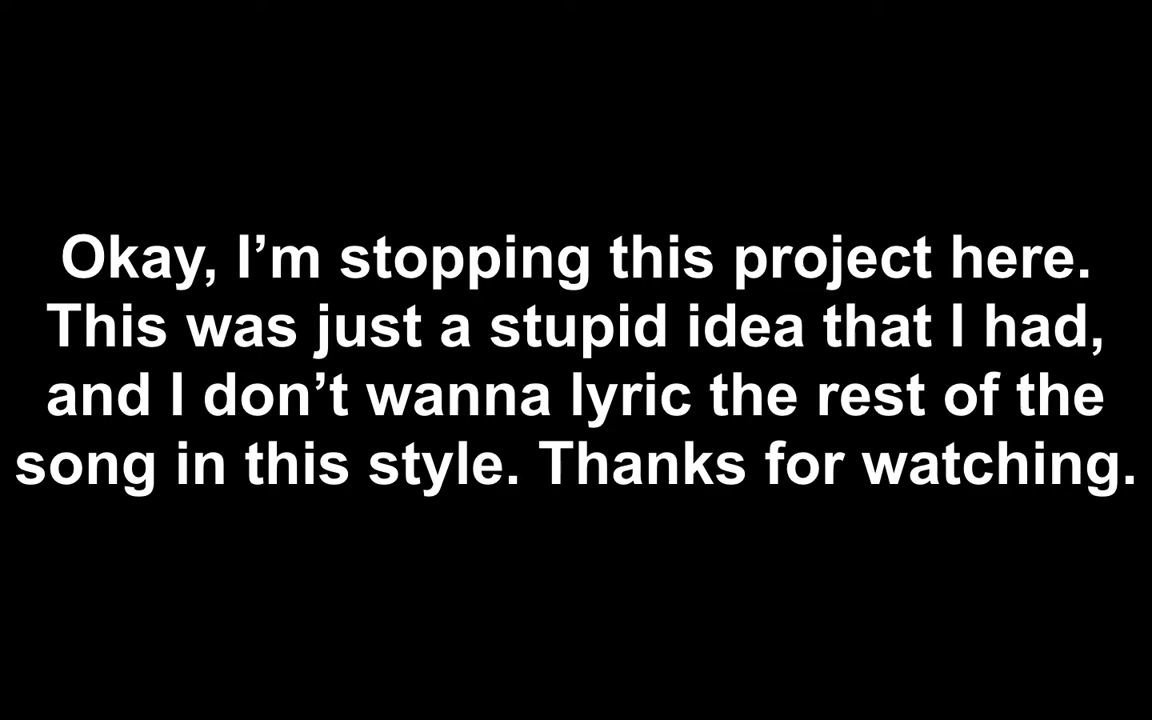 Okay, I’m stopping this project here.
This was just a stupid idea that I had,
and I don’t wanna lyric the rest of the
song in this style. Thanks for watching.